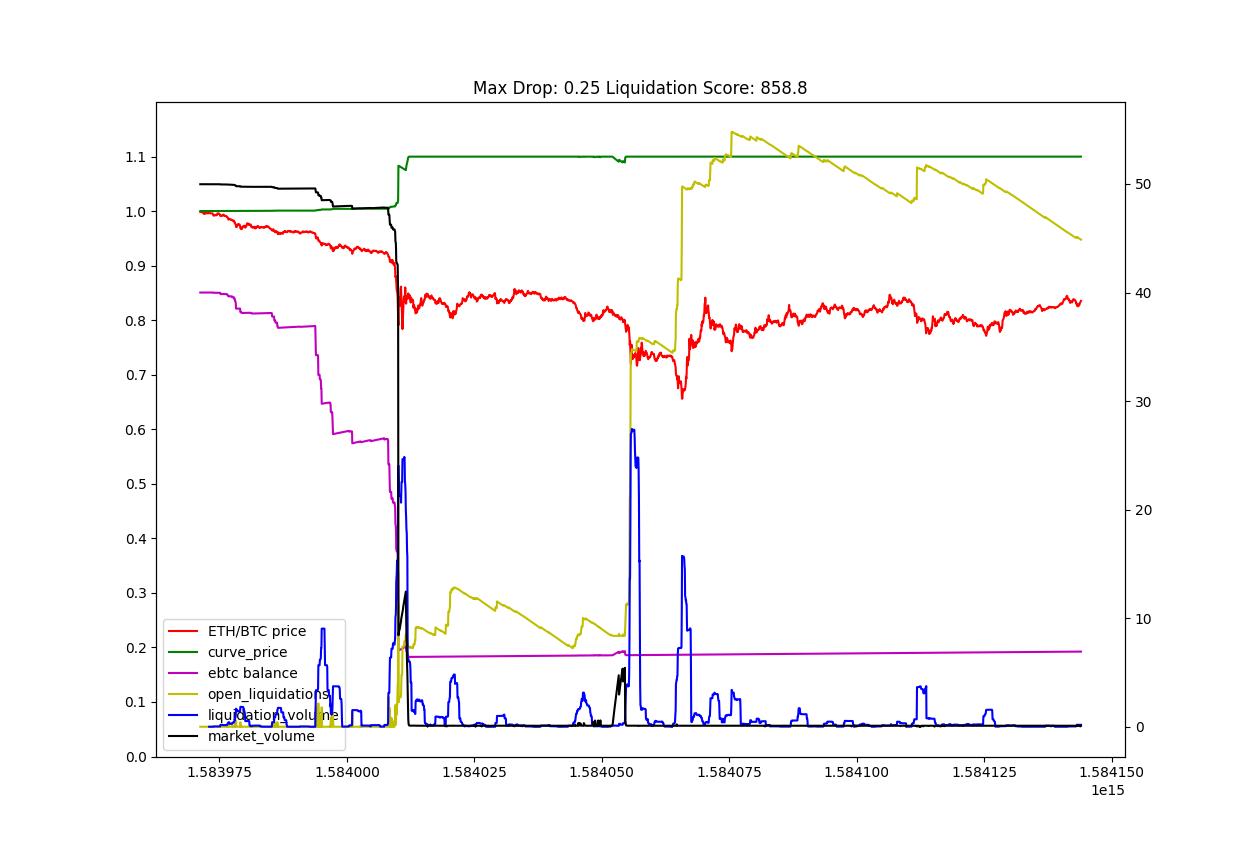 Max Drop: 0.25 Liquidation Score: 858.8
1.1
1.0
0.9
0.8
0.7
0.6
0.5
0.4
0.3
0.2
0.1
0.0
50
40
30
20
10
0
ETH/BTC price
curve_price
ebtc balance
open_liquidations
liquidation_volume
market_volume
1.583975 1.584000 1.584025 1.584050 1.584075 1.584100 1.584125 1.584150
1e15